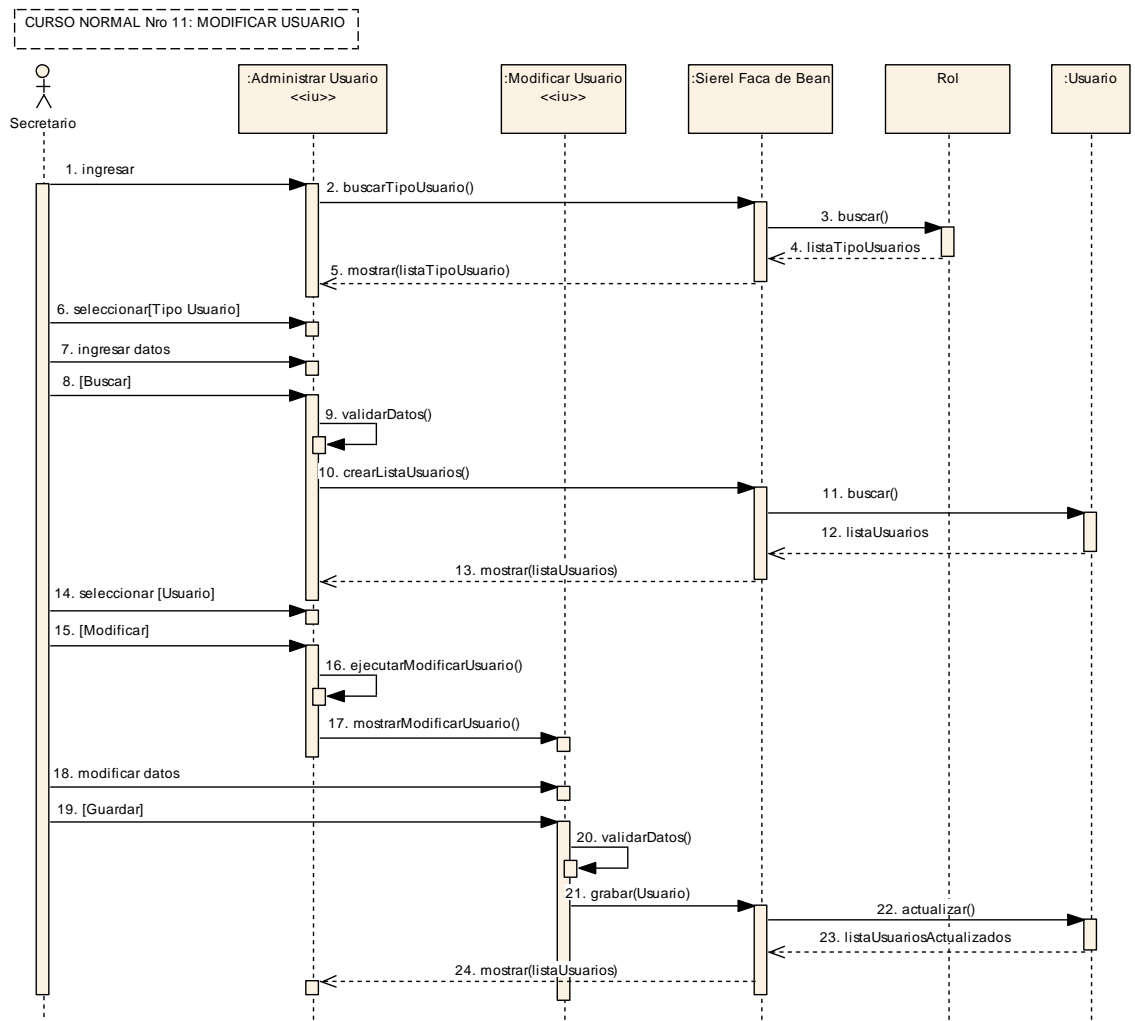 CURSO NORMAL Nro 11: MODIFICAR USUARIO
Secretario
:Administrar Usuario
<<iu>>
:Modificar Usuario
<<iu>>
:Sierel Faca de Bean
Rol
:Usuario
1. ingresar
2. buscarTipoUsuario()
3. buscar()
4. listaTipoUsuarios
5. mostrar(listaTipoUsuario)
6. seleccionar[Tipo Usuario]
7. ingresar datos
8. [Buscar]
9. validarDatos()
10. crearListaUsuarios()
11. buscar()
12. listaUsuarios
13. mostrar(listaUsuarios)
14. seleccionar [Usuario]
15. [Modificar]
16. ejecutarModificarUsuario()
17. mostrarModificarUsuario()
18. modificar datos
19. [Guardar]
20. validarDatos()
21. grabar(Usuario)
22. actualizar()
23. listaUsuariosActualizados
24. mostrar(listaUsuarios)